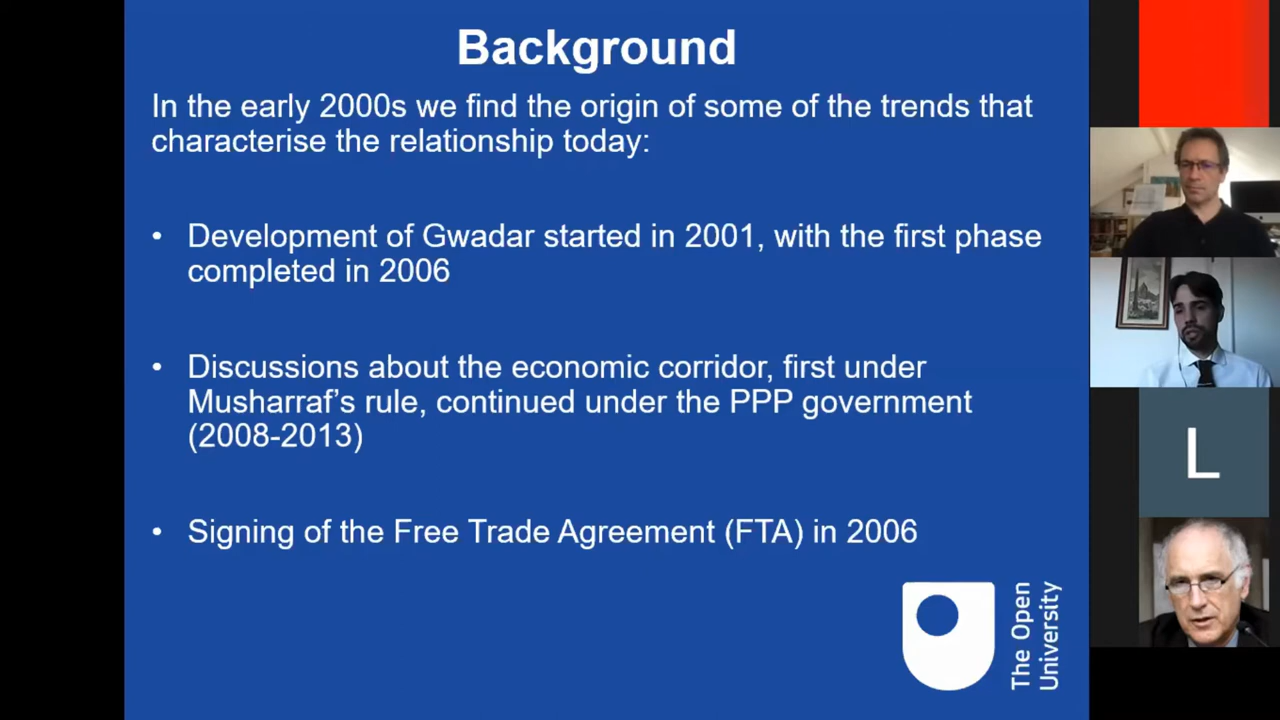 Background
In the early 2000s we find the origin of some of the trends that
characterise the relationship today:
• Development of Gwadar started in 2001, with the first phase
completed in 2006
• Discussions about the economic corridor, first under
Musharraf’s rule, continued under the PPP government
(2008-2013)
• Signing of the Free Trade Agreement (FTA) in 2006
The Open
University
L